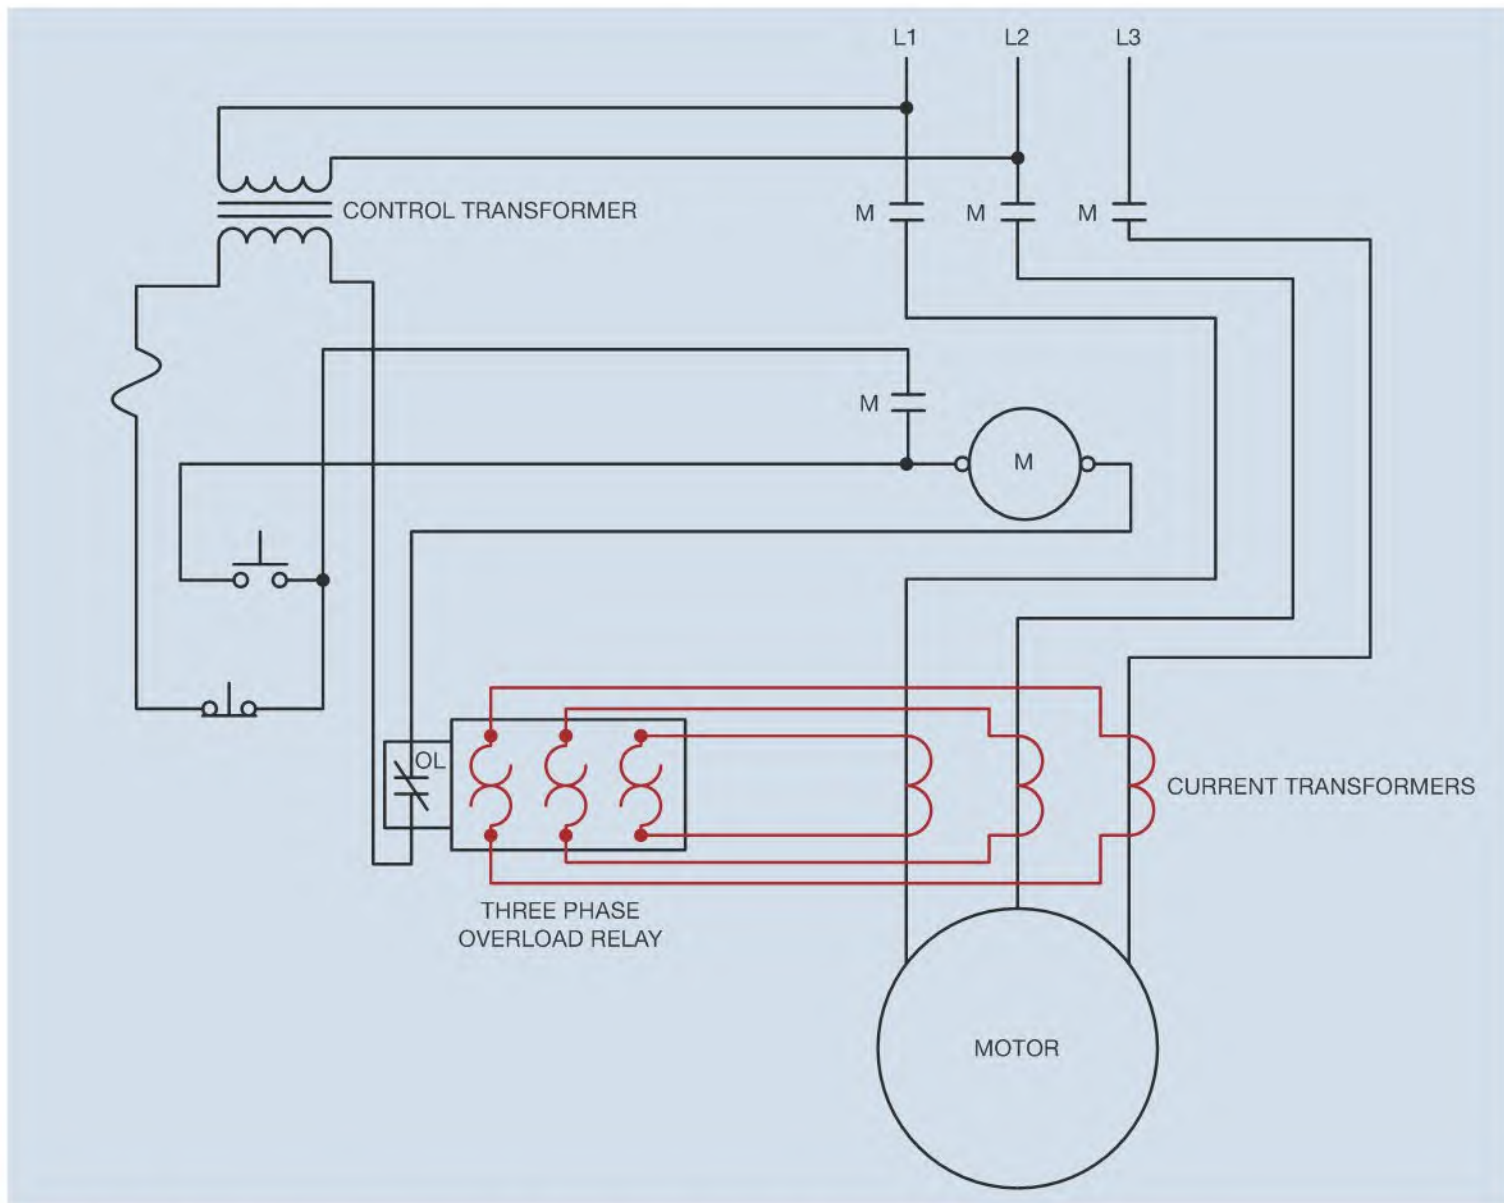 L1 L2 L3
CONTROL TRANSFORMER M M M
M
M
OL
CURRENT TRANSFORMERS
THREE PHASE
OVERLOAD RELAY
MOTOR